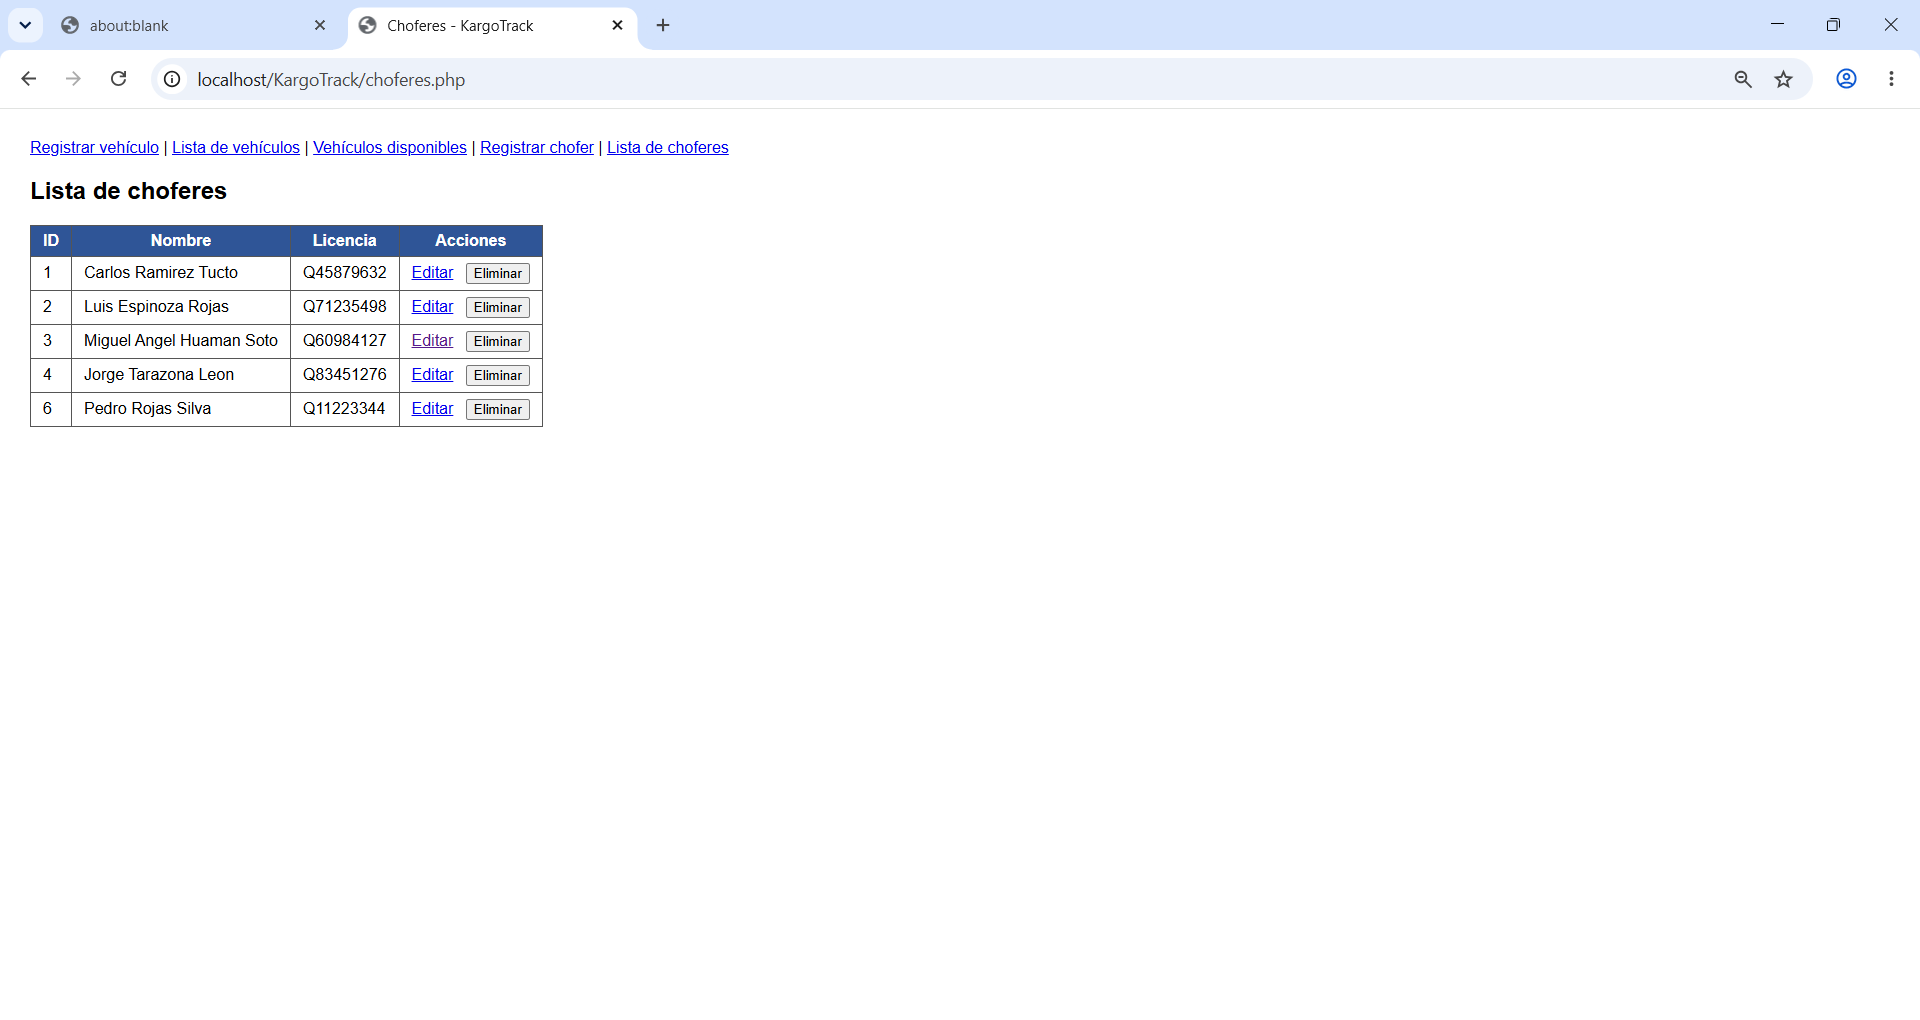 about:blank
Choferes - KargoTrack
localhost/KargoTrack/choferes.php
Registrar vehículo | Lista de vehículos | Vehículos disponibles | Registrar chofer | Lista de choferes
Lista de choferes
ID Nombre Licencia Acciones
1 Carlos Ramirez Tucto Q45879632 Editar Eliminar
2 Luis Espinoza Rojas Q71235498 Editar Eliminar
3 Miguel Angel Huaman Soto Q60984127 Editar Eliminar
4 Jorge Tarazona Leon Q83451276 Editar Eliminar
6 Pedro Rojas Silva Q11223344 Editar Eliminar